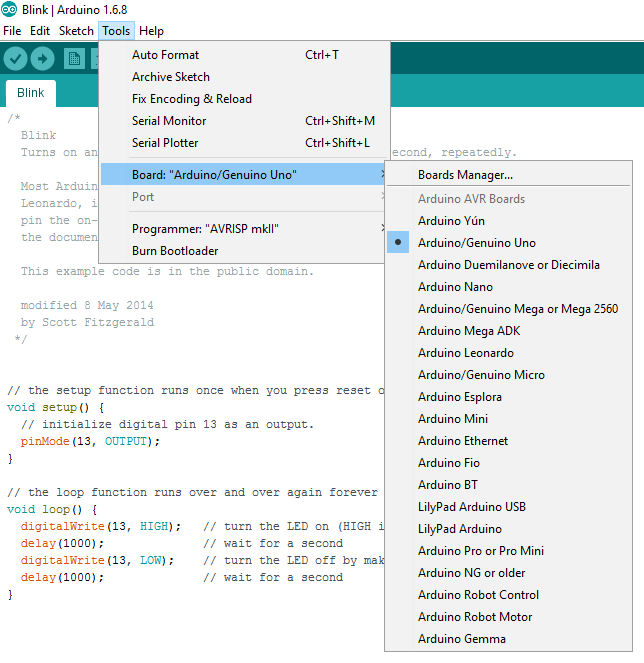 Blink | Arduino 1.6.8
File Edit Sketch Tools Help
Auto Format Ctrl+T
Archive Sketch
Fix Encoding & Reload
Serial Monitor Ctrl+Shift+M
Serial Plotter Ctrl+Shift+L
Board: "Arduino/Genuino Uno"
Port
Programmer: "AVRISP mkII"
Burn Bootloader
Boards Manager...
Arduino AVR Boards
Arduino Yún
Arduino/Genuino Uno
Arduino Duemilanove or Diecimila
Arduino Nano
Arduino/Genuino Mega or Mega 2560
Arduino Mega ADK
Arduino Leonardo
Arduino/Genuino Micro
Arduino Esplora
Arduino Mini
Arduino Ethernet
Arduino Fio
Arduino BT
LilyPad Arduino USB
LilyPad Arduino
Arduino Pro or Pro Mini
Arduino NG or older
Arduino Robot Control
Arduino Robot Motor
Arduino Gemma
Blink
/*
Blink
Turns on an econd, repeatedly.
Most Arduin
Leonardo, i
pin the on-
the documen
This example code is in the public domain.
modified 8 May 2014
by Scott Fitzgerald
*/
// the setup function runs once when you press reset o
void setup() {
// initialize digital pin 13 as an output.
pinMode(13, OUTPUT);
}
// the loop function runs over and over again forever
void loop() {
digitalWrite(13, HIGH); // turn the LED on (HIGH i
delay(1000); // wait for a second
digitalWrite(13, LOW); // turn the LED off by mak
delay(1000); // wait for a second
}